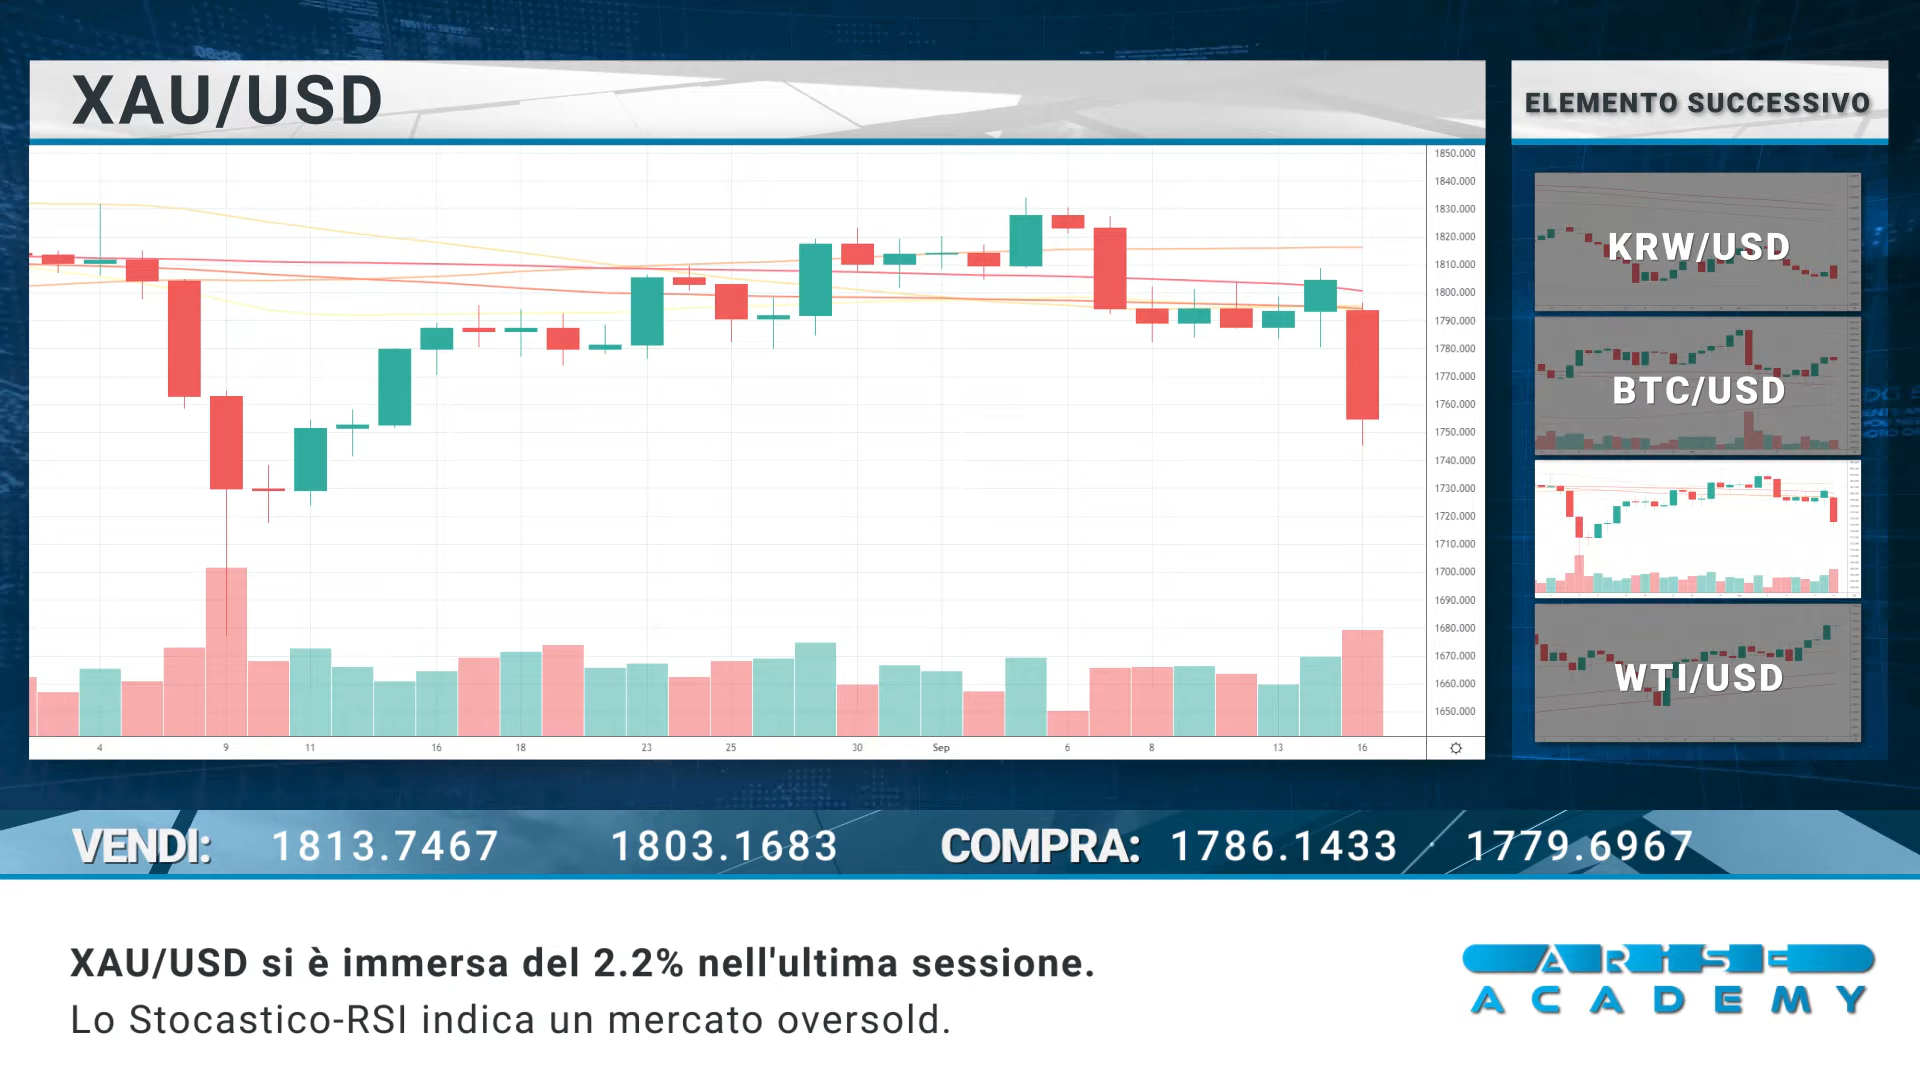 XAU/USD
ELEMENTO SUCCESSIVO
1850.000
1840.000
1830.000
1820.000
1810.000
1800.000
1790.000
1780.000
1770.000
1760.000
1750.000
1740.000
1730.000
1720.000
1710.000
1700.000
1690.000
1680.000
1670.000
1660.000
1650.000
4 9 11 16 18 23 25 30 Sep 6 8 13 16
KRW/USD
BTC/USD
WTI/USD
VENDI: 1813.7467 1803.1683 COMPRA: 1786.1433 1779.6967
XAU/USD si è immersa del 2.2% nell'ultima sessione.
Lo Stocastico-RSI indica un mercato oversold.
ARISE
ACADEMY